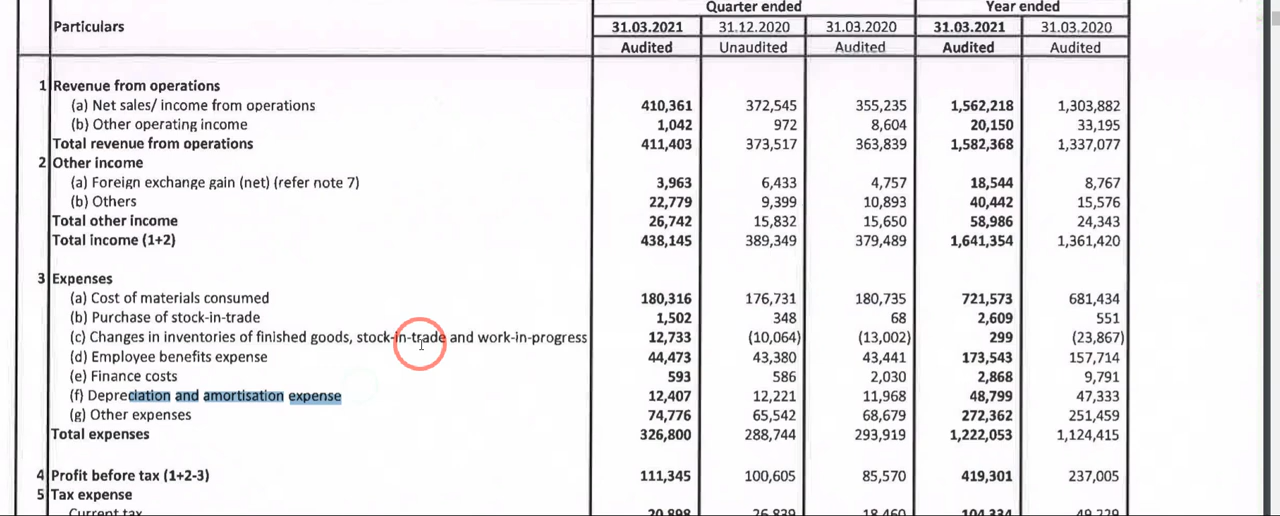 Quarter ended Year ended
Particulars 31.03.2021 31.12.2020 31.03.2020 31.03.2021 31.03.2020
Audited Unaudited Audited Audited Audited
1 Revenue from operations
(a) Net sales/ income from operations 410,361 372,545 355,235 1,562,218 1,303,882
(b) Other operating income 1,042 972 8,604 20,150 33,195
Total revenue from operations 411,403 373,517 363,839 1,582,368 1,337,077
2 Other income
(a) Foreign exchange gain (net) (refer note 7) 3,963 6,433 4,757 18,544 8,767
(b) Others 22,779 9,399 10,893 40,442 15,576
Total other income 26,742 15,832 15,650 58,986 24,343
Total income (1+2) 438,145 389,349 379,489 1,641,354 1,361,420
3 Expenses
(a) Cost of materials consumed 180,316 176,731 180,735 721,573 681,434
(b) Purchase of stock-in-trade 1,502 348 68 2,609 551
(c) Changes in inventories of finished goods, stock-in-trade and work-in-progress 12,733 (10,064) (13,002) 299 (23,867)
(d) Employee benefits expense 44,473 43,380 43,441 173,543 157,714
(e) Finance costs 593 586 2,030 2,868 9,791
(f) Depreciation and amortisation expense 12,407 12,221 11,968 48,799 47,333
(g) Other expenses 74,776 65,542 68,679 272,362 251,459
Total expenses 326,800 288,744 293,919 1,222,053 1,124,415
4 Profit before tax (1+2-3) 111,345 100,605 85,570 419,301 237,005
5 Tax expense
Current tax 20,898 26,839 18,460 104,334 49,229